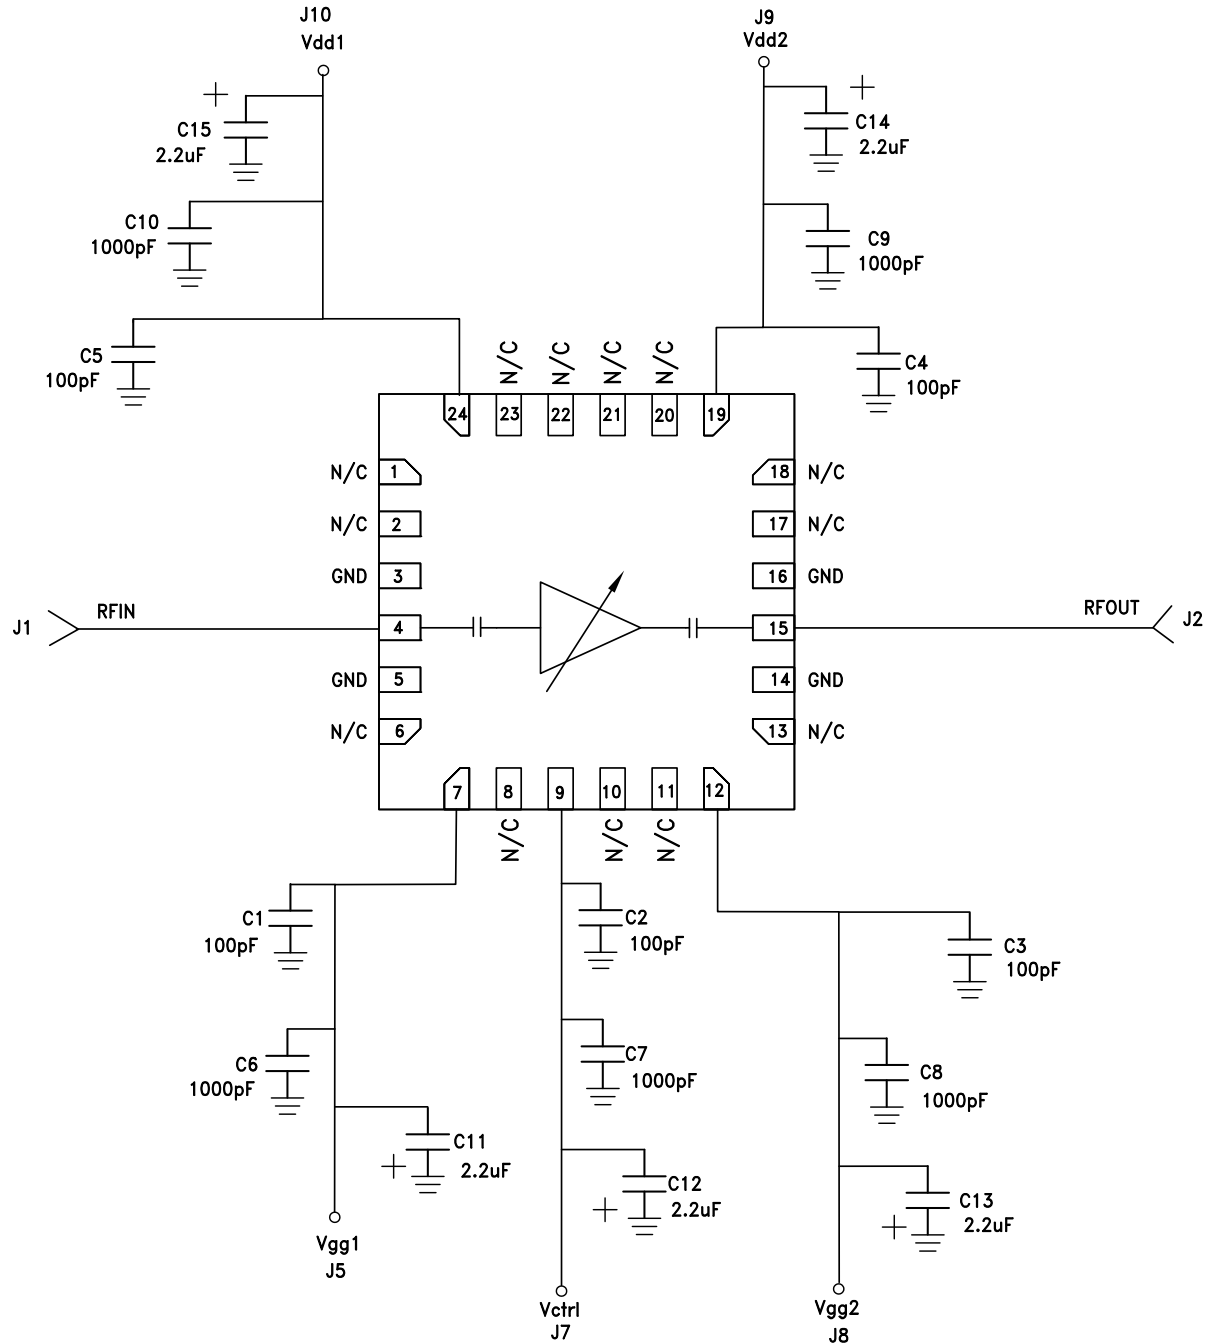 J10
Vdd1
J9
Vdd2
+
C15
2.2uF
+
C14
2.2uF
C10
1000pF
C9
1000pF
C5
100pF
C4
100pF
N/C
N/C
N/C
N/C
24
23
22
21
20
19
N/C
1
18
N/C
N/C
2
17
N/C
GND
3
16
GND
J1
RFIN
4
15
RFOUT
J2
GND
5
14
GND
N/C
6
13
N/C
7
8
9
10
11
12
N/C
N/C
N/C
C1
100pF
C2
100pF
C3
100pF
C6
1000pF
C7
1000pF
C8
1000pF
C11
+
2.2uF
C12
+
2.2uF
C13
+
2.2uF
Vgg1
J5
Vctrl
J7
Vgg2
J8